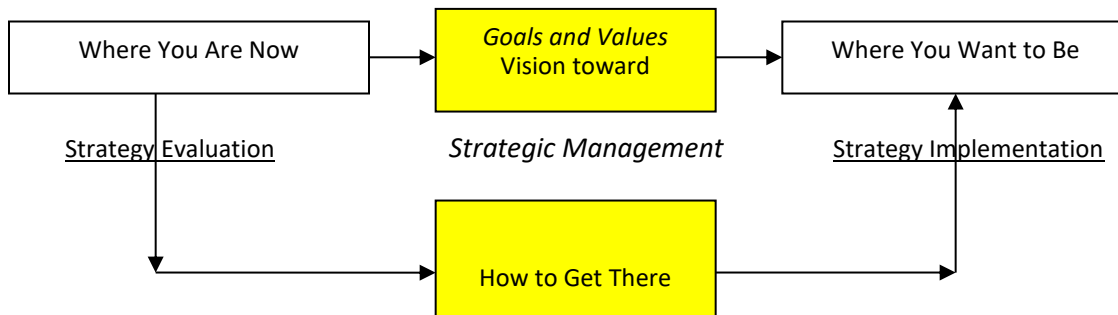 Where You Are Now
Goals and Values
Vision toward
Where You Want to Be
Strategy Evaluation
Strategic Management
Strategy Implementation
How to Get There